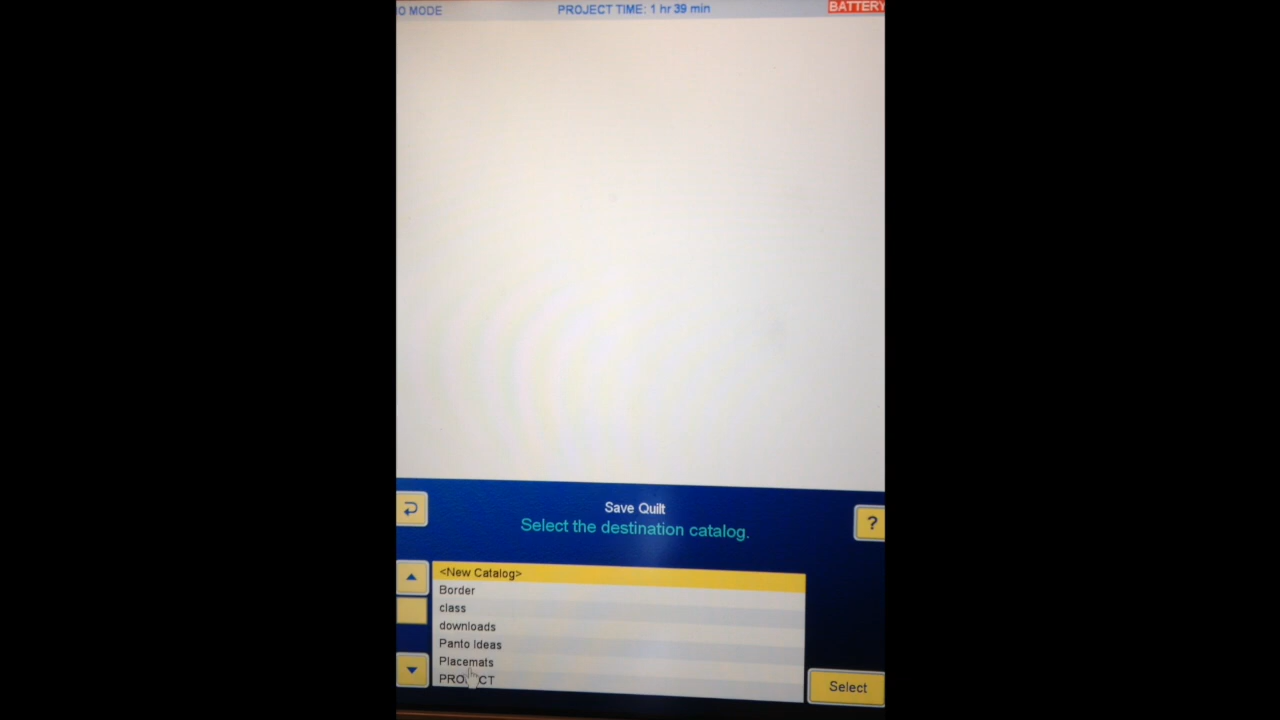 MODE PROJECT TIME: 1 hr 39 min BATTERY
Save Quilt
Select the destination catalog.
?
<New Catalog>
Border
class
downloads
Panto Ideas
Placemats
Select